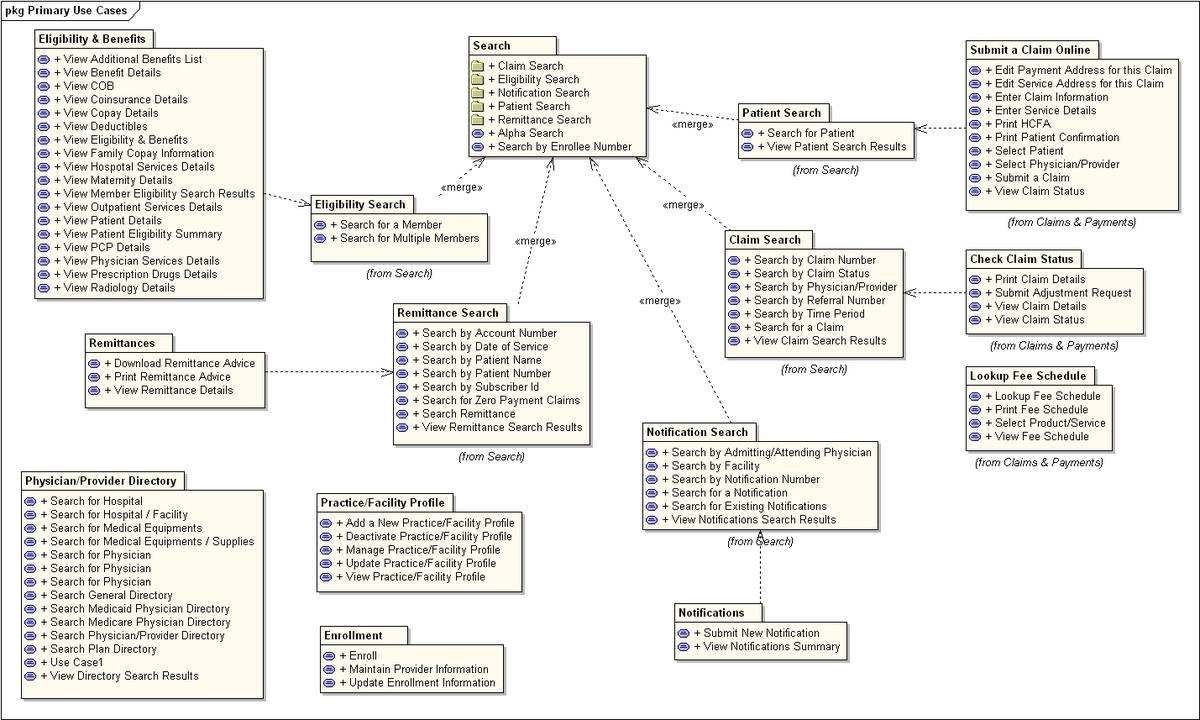 pkg Primary Use Cases
Eligibility & Benefits
+ View Additional Benefits List
+ View Benefit Details
+ View COB
+ View Coinsurance Details
+ View Copay Details
+ View Deductibles
+ View Eligibility & Benefits
+ View Family Copay Information
+ View Hospotal Services Details
+ View Maternity Details
+ View Member Eligibility Search Results
+ View Outpatient Services Details
+ View Patient Details
+ View Patient Eligibility Summary
+ View PCP Details
+ View Physician Services Details
+ View Prescription Drugs Details
+ View Radiology Details
Search
+ Claim Search
+ Eligibility Search
+ Notification Search
+ Patient Search
+ Remittance Search
+ Alpha Search
+ Search by Enrollee Number
Patient Search
+ Search for Patient
+ View Patient Search Results
(from Search)
Submit a Claim Online
+ Edit Payment Address for this Claim
+ Edit Service Address for this Claim
+ Enter Claim Information
+ Enter Service Details
+ Print HCFA
+ Print Patient Confirmation
+ Select Patient
+ Select Physician/Provider
+ Submit a Claim
+ View Claim Status
(from Claims & Payments)
«merge»
«merge»
«merge»
«merge»
«merge»
Eligibility Search
+ Search for a Member
+ Search for Multiple Members
(from Search)
Claim Search
+ Search by Claim Number
+ Search by Claim Status
+ Search by Physician/Provider
+ Search by Referral Number
+ Search by Time Period
+ Search for a Claim
+ View Claim Search Results
(from Search)
Check Claim Status
+ Print Claim Details
+ Submit Adjustment Request
+ View Claim Details
+ View Claim Status
(from Claims & Payments)
Remittances
+ Download Remittance Advice
+ Print Remittance Advice
+ View Remittance Details
Remittance Search
+ Search by Account Number
+ Search by Date of Service
+ Search by Patient Name
+ Search by Patient Number
+ Search by Subscriber Id
+ Search for Zero Payment Claims
+ Search Remittance
+ View Remittance Search Results
(from Search)
Lookup Fee Schedule
+ Lookup Fee Schedule
+ Print Fee Schedule
+ Select Product/Service
+ View Fee Schedule
(from Claims & Payments)
Notification Search
+ Search by Admitting/Attending Physician
+ Search by Facility
+ Search by Notification Number
+ Search for a Notification
+ Search for Existing Notifications
+ View Notifications Search Results
(from Search)
Physician/Provider Directory
+ Search for Hospital
+ Search for Hospital / Facility
+ Search for Medical Equipments
+ Search for Medical Equipments / Supplies
+ Search for Physician
+ Search for Physician
+ Search for Physician
+ Search General Directory
+ Search Medicaid Physician Directory
+ Search Medicare Physician Directory
+ Search Physician/Provider Directory
+ Search Plan Directory
+ Use Case1
+ View Directory Search Results
Practice/Facility Profile
+ Add a New Practice/Facility Profile
+ Deactivate Practice/Facility Profile
+ Manage Practice/Facility Profile
+ Update Practice/Facility Profile
+ View Practice/Facility Profile
Enrollment
+ Enroll
+ Maintain Provider Information
+ Update Enrollment Information
Notifications
+ Submit New Notification
+ View Notifications Summary